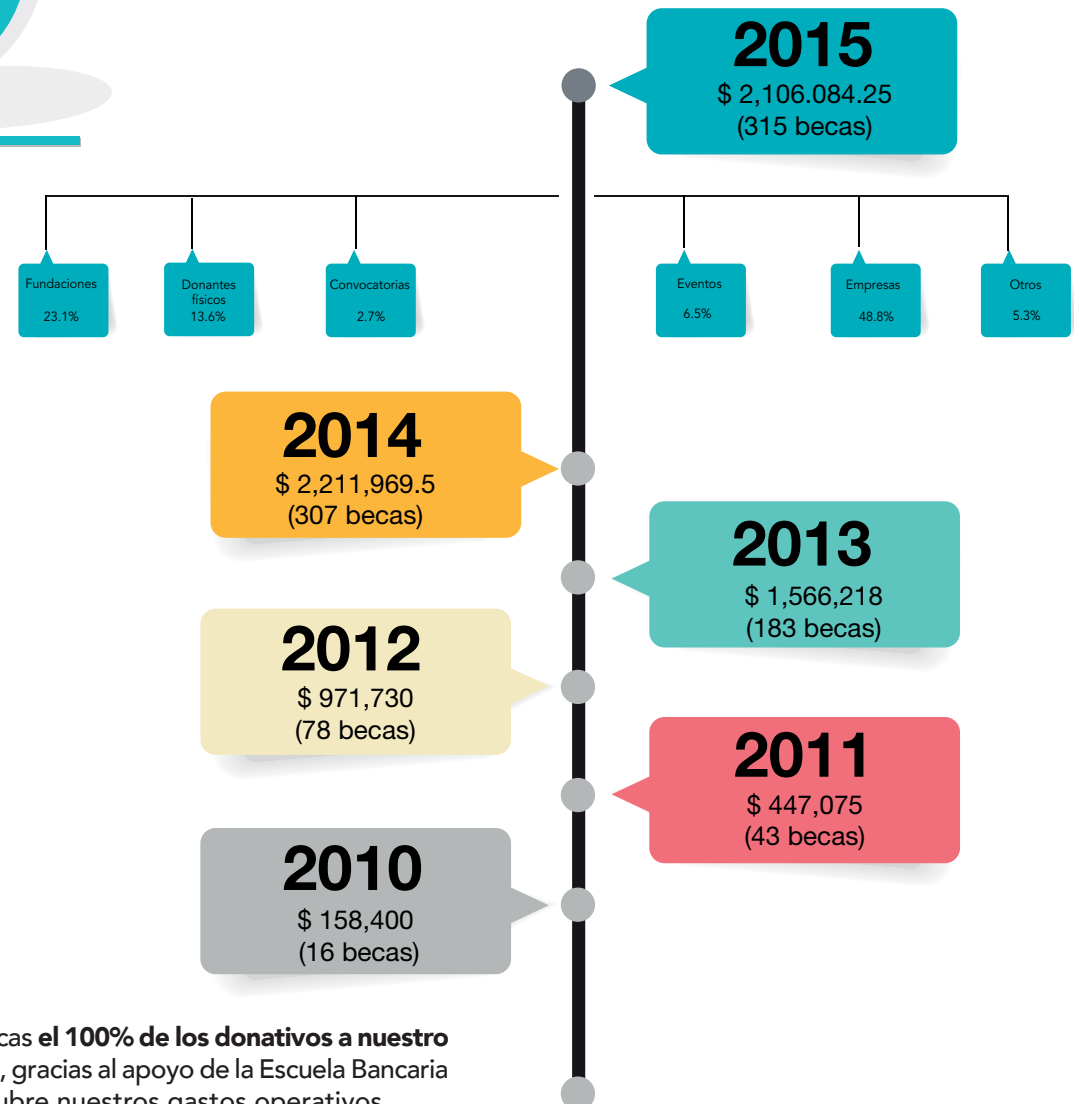 2015
$ 2,106.084.25
(315 becas)
Fundaciones
23.1%
Donantes
físicos
13.6%
Convocatorias
2.7%
Eventos
6.5%
Empresas
48.8%
Otros
5.3%
2014
$ 2,211,969.5
(307 becas)
2013
$ 1,566,218
(183 becas)
2012
$ 971,730
(78 becas)
2011
$ 447,075
(43 becas)
2010
$ 158,400
(16 becas)
el 100% de los donativos a nuestro
, gracias al apoyo de la Escuela Bancaria
nuestros gastos operativos